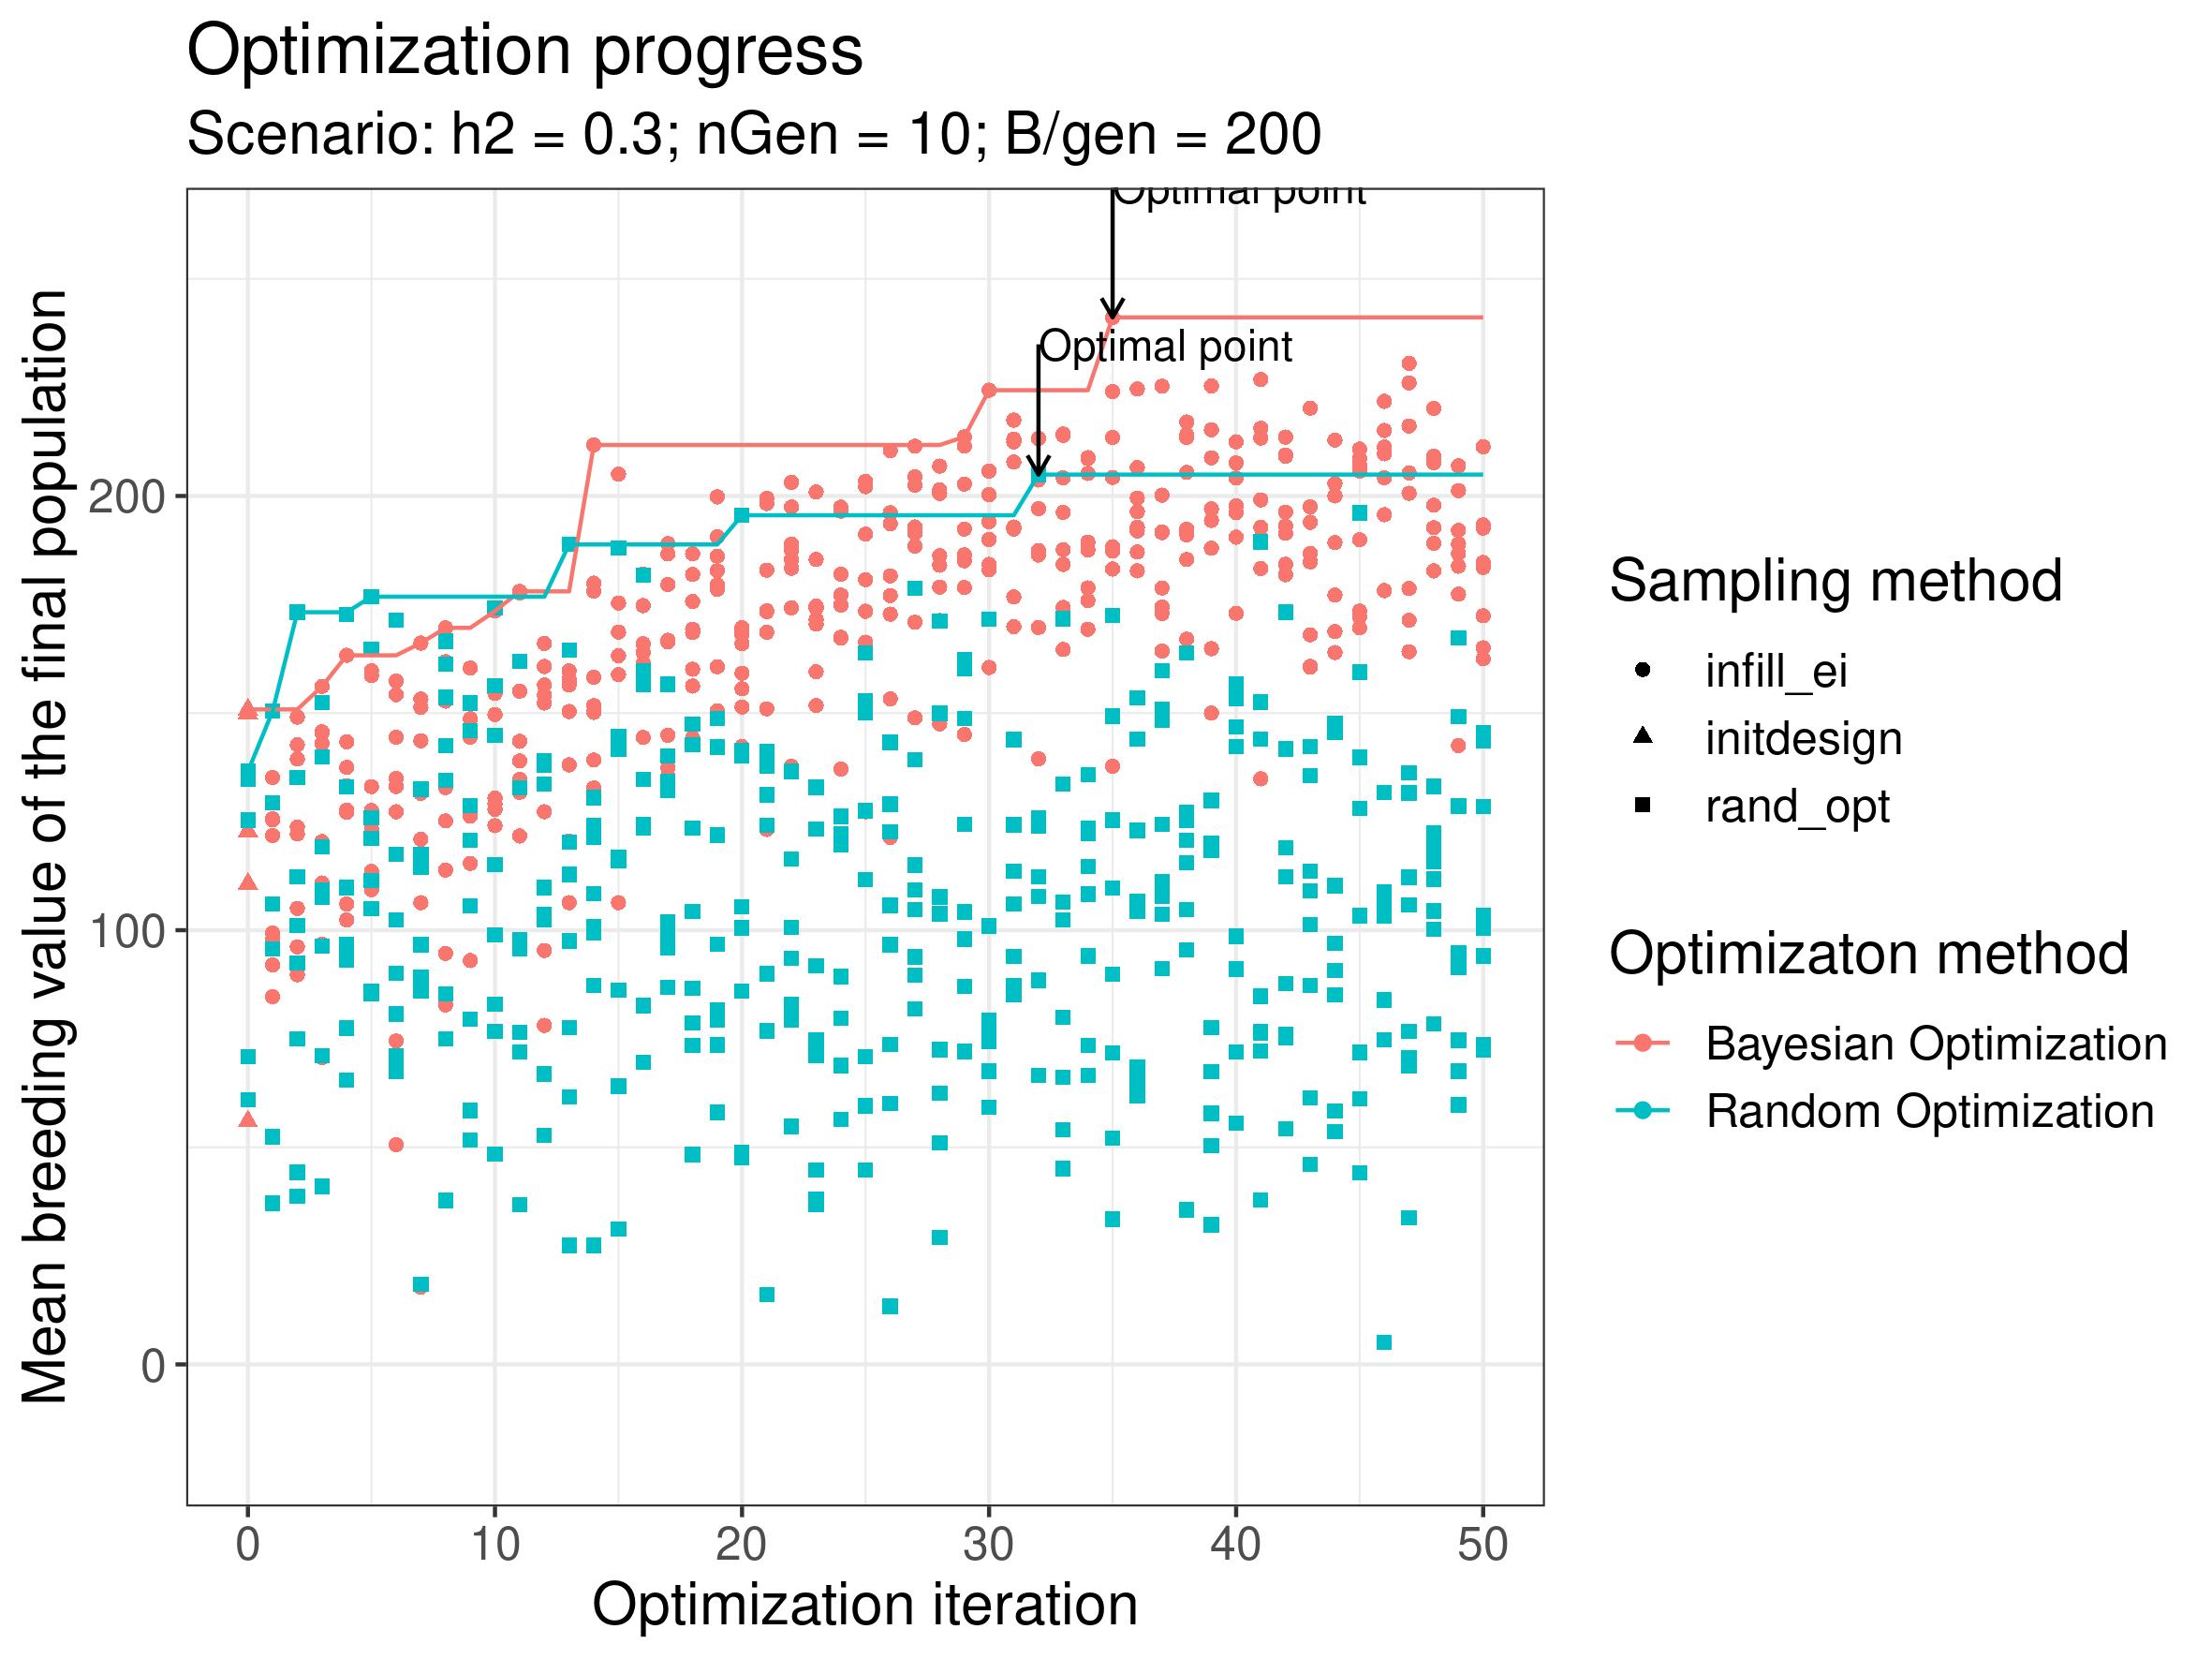 Optimization progress
Scenario: h2 = 0.3; nGen = 10; B/gen = 200
Optimal point
Optimal point
Mean breeding value of the final population
200
100
0
0 10 20 30 40 50
Optimization iteration
Sampling method
infill_ei
initdesign
rand_opt
Optimizaton method
Bayesian Optimization
Random Optimization